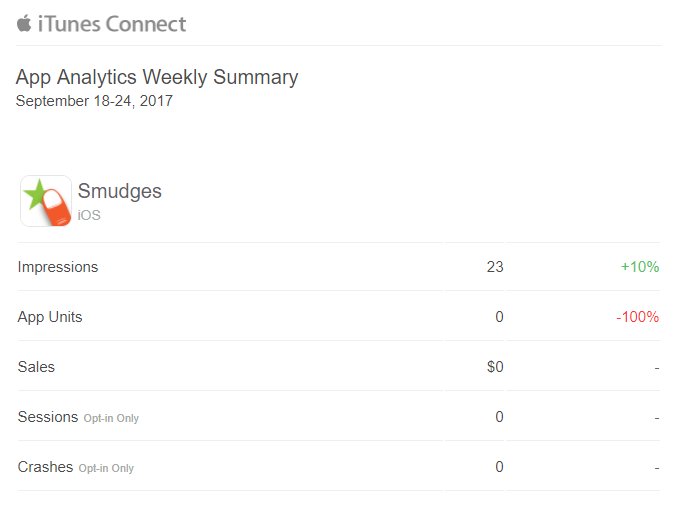 iTunes Connect
App Analytics Weekly Summary
September 18-24, 2017
Smudges
iOS
Impressions 23 +10%
App Units 0 -100%
Sales $0 -
Sessions Opt-in Only 0 -
Crashes Opt-in Only 0 -